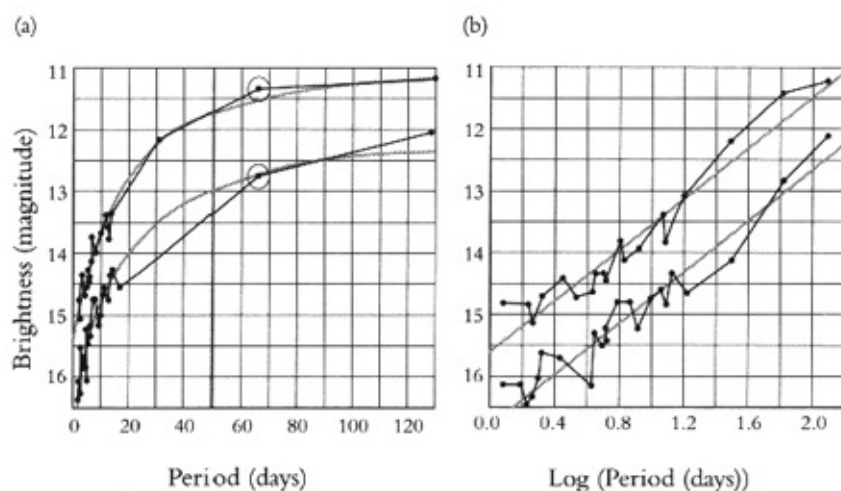 (a)
(b)
11
12
13
14
15
16
0 20 40 60 80 100 120
Brightness (magnitude)
Period (days)
11
12
13
14
15
16
0.0 0.4 0.8 1.2 1.6 2.0
Log (Period (days))